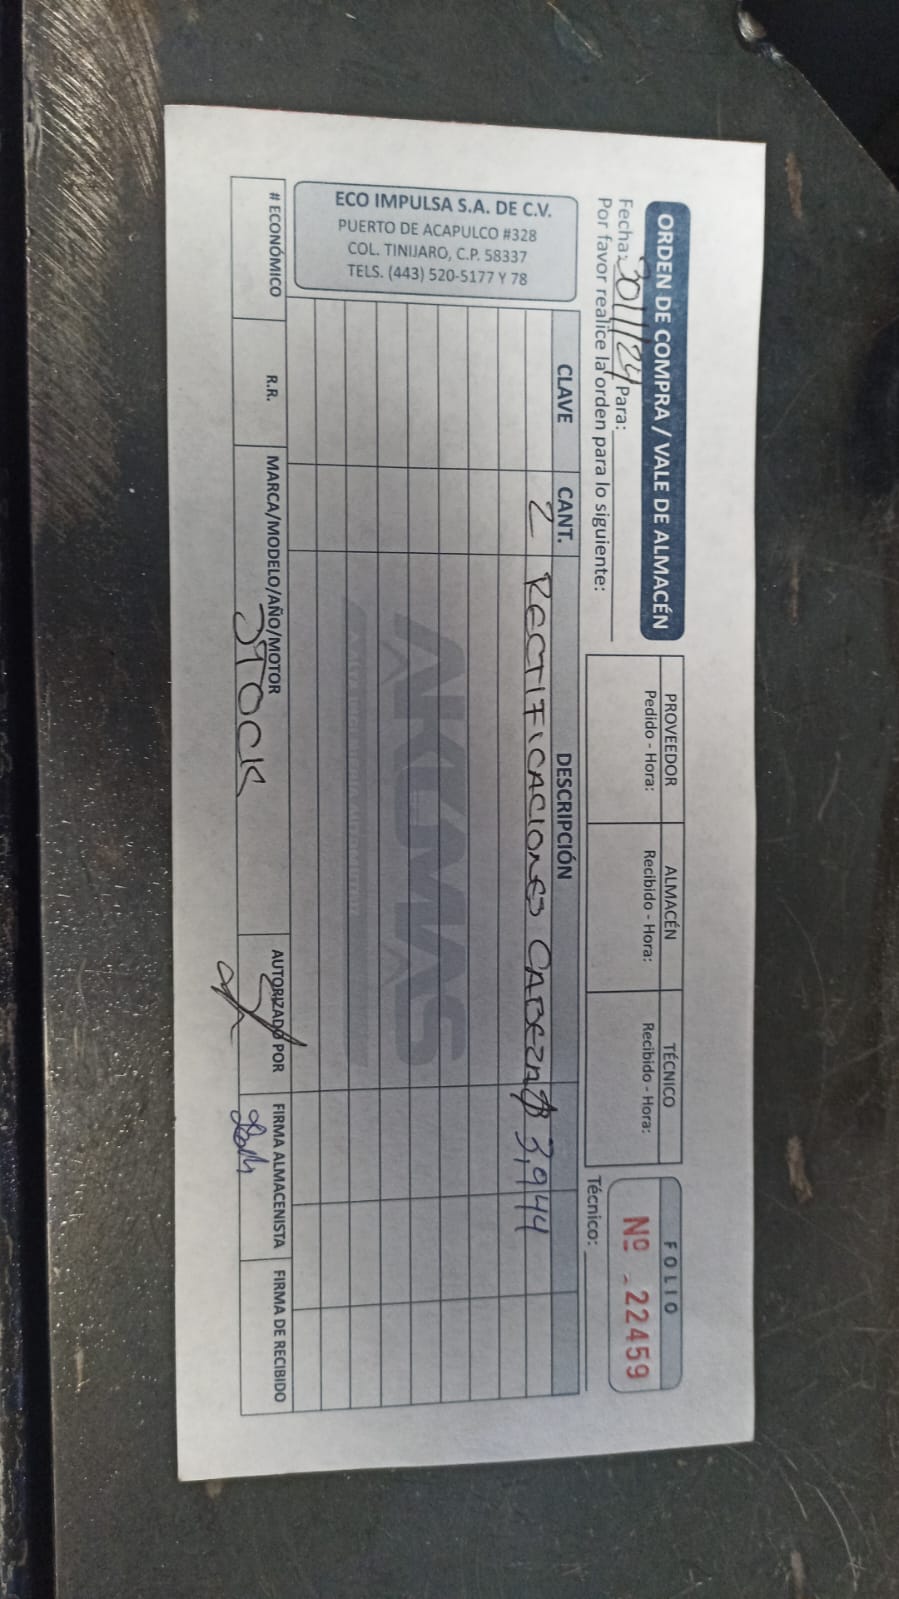 ORDEN DE COMPRA / VALE DE ALMACÉN
Fecha: 30/1/24 Para:
Por favor realice la orden para lo siguiente:
PROVEEDOR
Pedido - Hora:
ALMACÉN
Recibido - Hora:
TÉCNICO
Recibido - Hora:
FOLIO
Nº 22459
Técnico:
ECO IMPULSA S.A. DE C.V.
PUERTO DE ACAPULCO #328
COL. TINIJARO, C.P. 58337
TELS. (443) 520-5177 Y 78
CLAVE CANT. DESCRIPCIÓN
2 RECTIFICACIONES CABEZA $ 3,944
AKUMAS
# ECONÓMICO R.R. MARCA/MODELO/AÑO/MOTOR AUTORIZADO POR FIRMA ALMACENISTA FIRMA DE RECIBIDO
STOCK